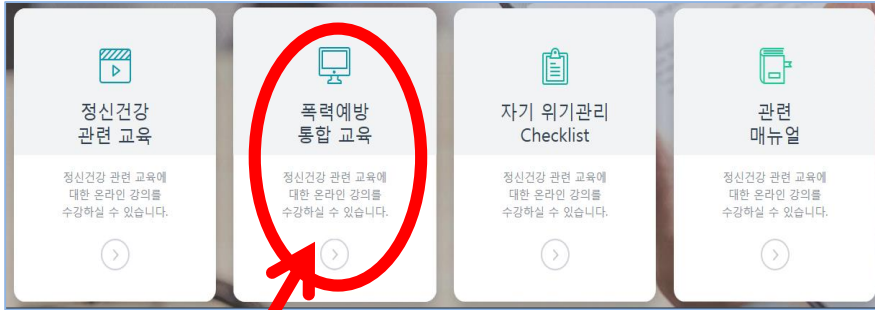 정신건강
관련 교육
정신건강 관련 교육에
대한 온라인 강의를
수강하실 수 있습니다.
폭력예방
통합 교육
정신건강 관련 교육에
대한 온라인 강의를
수강하실 수 있습니다.
자기 위기관리
Checklist
정신건강 관련 교육에
대한 온라인 강의를
수강하실 수 있습니다.
관련
매뉴얼
정신건강 관련 교육에
대한 온라인 강의를
수강하실 수 있습니다.